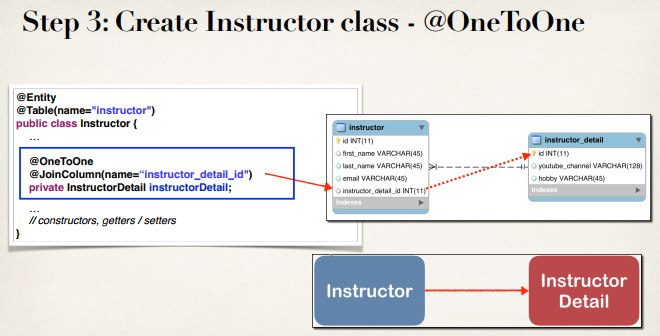 Step 3: Create Instructor class - @OneToOne
@Entity
@Table(name="instructor")
public class Instructor {
…
@OneToOne
@JoinColumn(name=“instructor_detail_id")
private InstructorDetail instructorDetail;
…
// constructors, getters / setters
}
instructor
id INT(11)
first_name VARCHAR(45)
last_name VARCHAR(45)
email VARCHAR(45)
instructor_detail_id INT(11)
Indexes
instructor_detail
id INT(11)
youtube_channel VARCHAR(128)
hobby VARCHAR(45)
Indexes
Instructor
Instructor
Detail